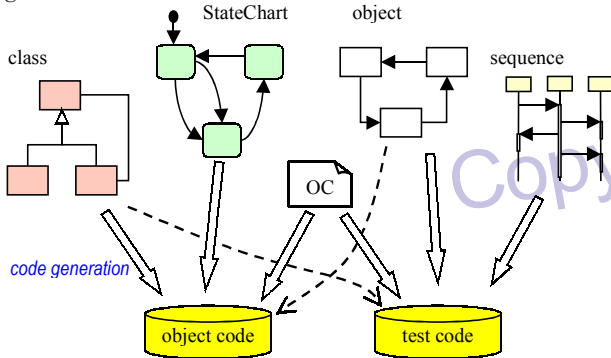 StateChart
object
class
sequence
OC
Copy
code generation
object code
test code